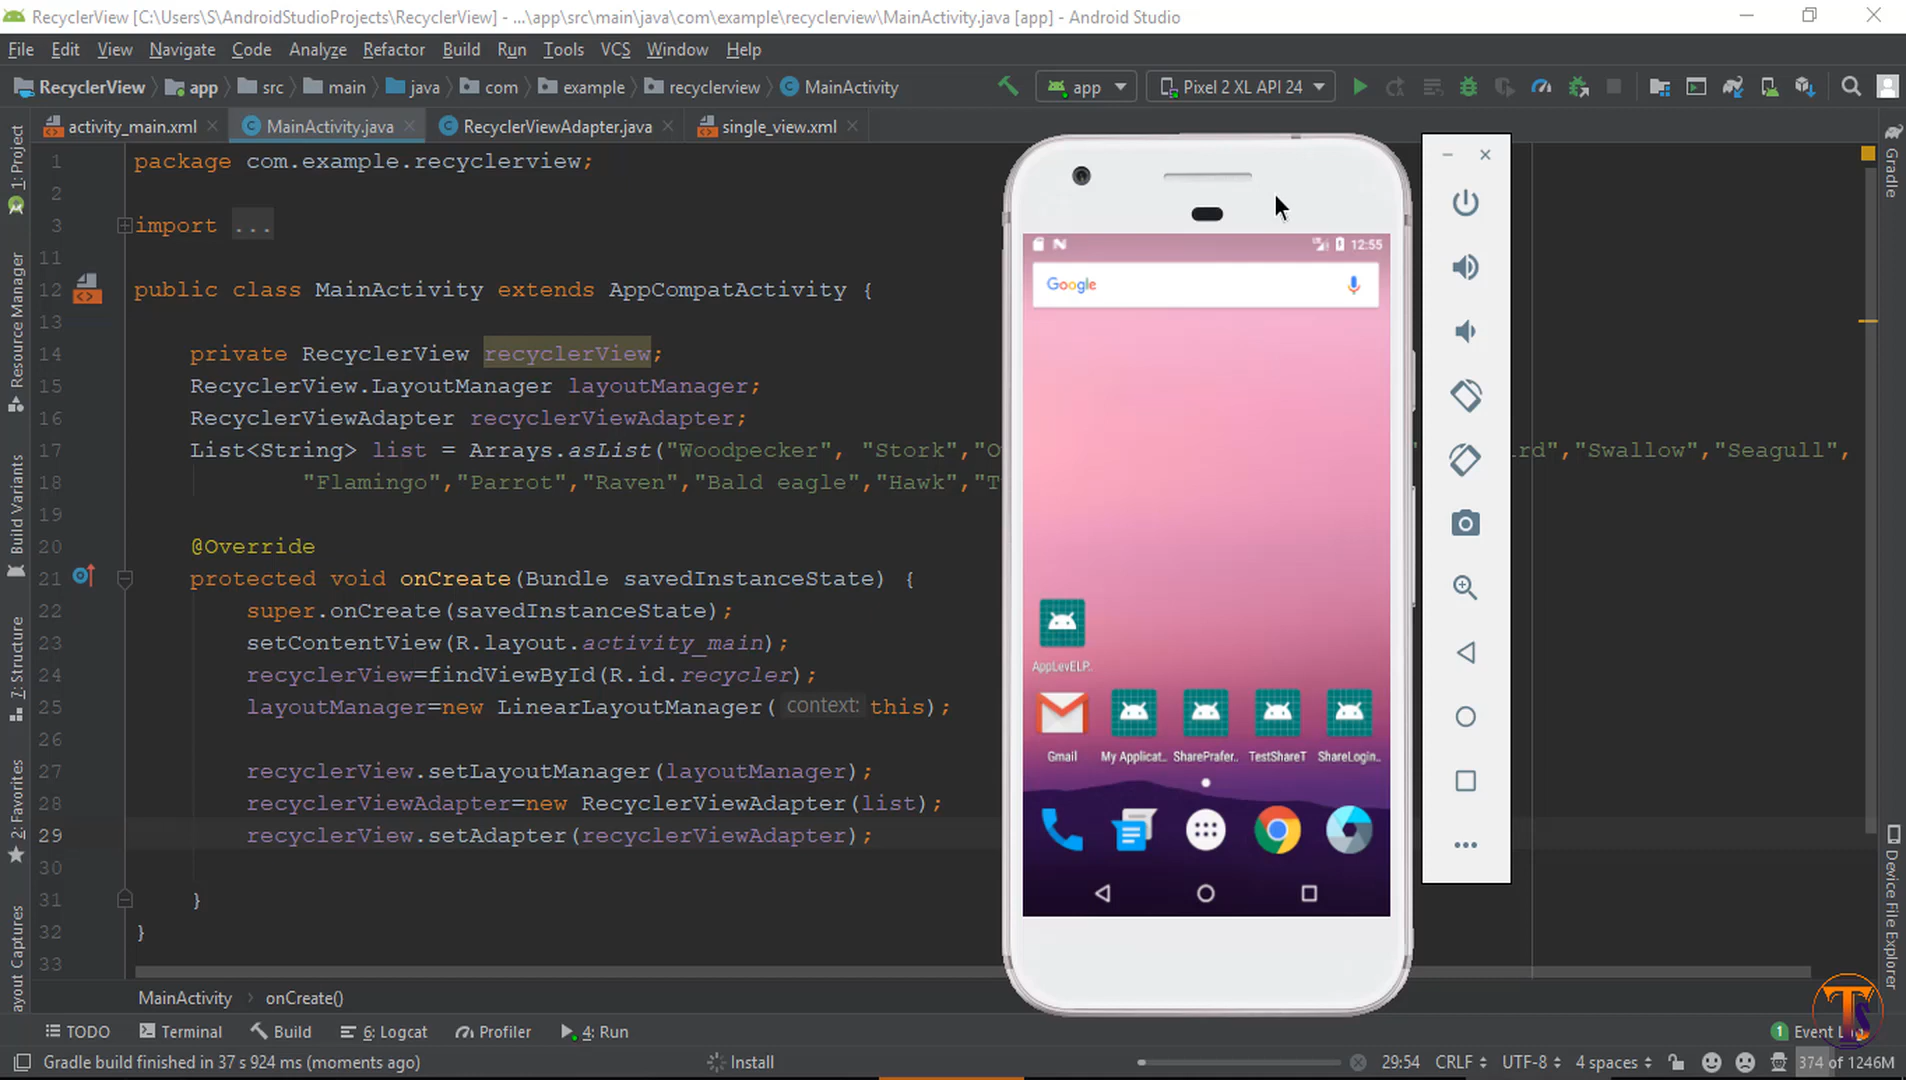 RecyclerView [C:\Users\S\AndroidStudioProjects\RecyclerView] - ...\app\src\main\java\com\example\recyclerview\MainActivity.java [app] - Android Studio
File Edit View Navigate Code Analyze Refactor Build Run Tools VCS Window Help
RecyclerView app src main java com example recyclerview MainActivity app Pixel 2 XL API 24
activity_main.xml MainActivity.java RecyclerViewAdapter.java single_view.xml
1 package com.example.recyclerview;
2
3 import ...
11
12 public class MainActivity extends AppCompatActivity {
13
14 private RecyclerView recyclerView;
15 RecyclerView.LayoutManager layoutManager;
16 RecyclerViewAdapter recyclerViewAdapter;
17 List<String> list = Arrays.asList("Woodpecker", "Stork", "Swallow","Seagull",
18 "Flamingo","Parrot","Raven","Bald eagle","Hawk",
19
20 @Override
21 protected void onCreate(Bundle savedInstanceState) {
22 super.onCreate(savedInstanceState);
23 setContentView(R.layout.activity_main);
24 recyclerView=findViewById(R.id.recycler);
25 layoutManager=new LinearLayoutManager( context: this);
26
27 recyclerView.setLayoutManager(layoutManager);
28 recyclerViewAdapter=new RecyclerViewAdapter(list);
29 recyclerView.setAdapter(recyclerViewAdapter);
30
31 }
32 }
33
1: Project
Resource Manager
Build Variants
7: Structure
2: Favorites
ayout Captures
Gradle
Device File Explorer
12:55
Google
AppLevELP..
Gmail My Applicat.. SharePrefer.. TestShareT ShareLogin..
MainActivity › onCreate()
TODO Terminal Build 6: Logcat Profiler 4: Run 1 Event L
TS
Gradle build finished in 37 s 924 ms (moments ago) Install 29:54 CRLF UTF-8 4 spaces 374 of 1246M